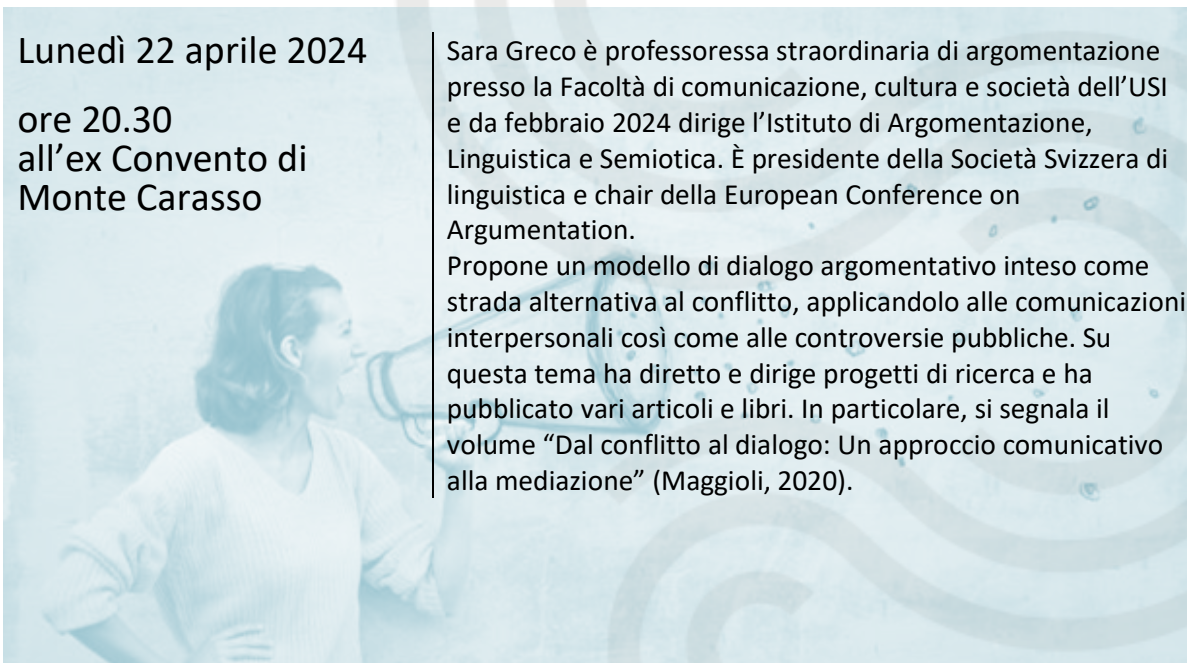 Lunedì 22 aprile 2024
ore 20.30
all’ex Convento di
Monte Carasso
Sara Greco è professoressa straordinaria di argomentazione
presso la Facoltà di comunicazione, cultura e società dell’USI
e da febbraio 2024 dirige l’Istituto di Argomentazione,
Linguistica e Semiotica. È presidente della Società Svizzera di
linguistica e chair della European Conference on
Argumentation.
Propone un modello di dialogo argomentativo inteso come
strada alternativa al conflitto, applicandolo alle comunicazioni
interpersonali così come alle controversie pubbliche. Su
questa tema ha diretto e dirige progetti di ricerca e ha
pubblicato vari articoli e libri. In particolare, si segnala il
volume “Dal conflitto al dialogo: Un approccio comunicativo
alla mediazione” (Maggioli, 2020).